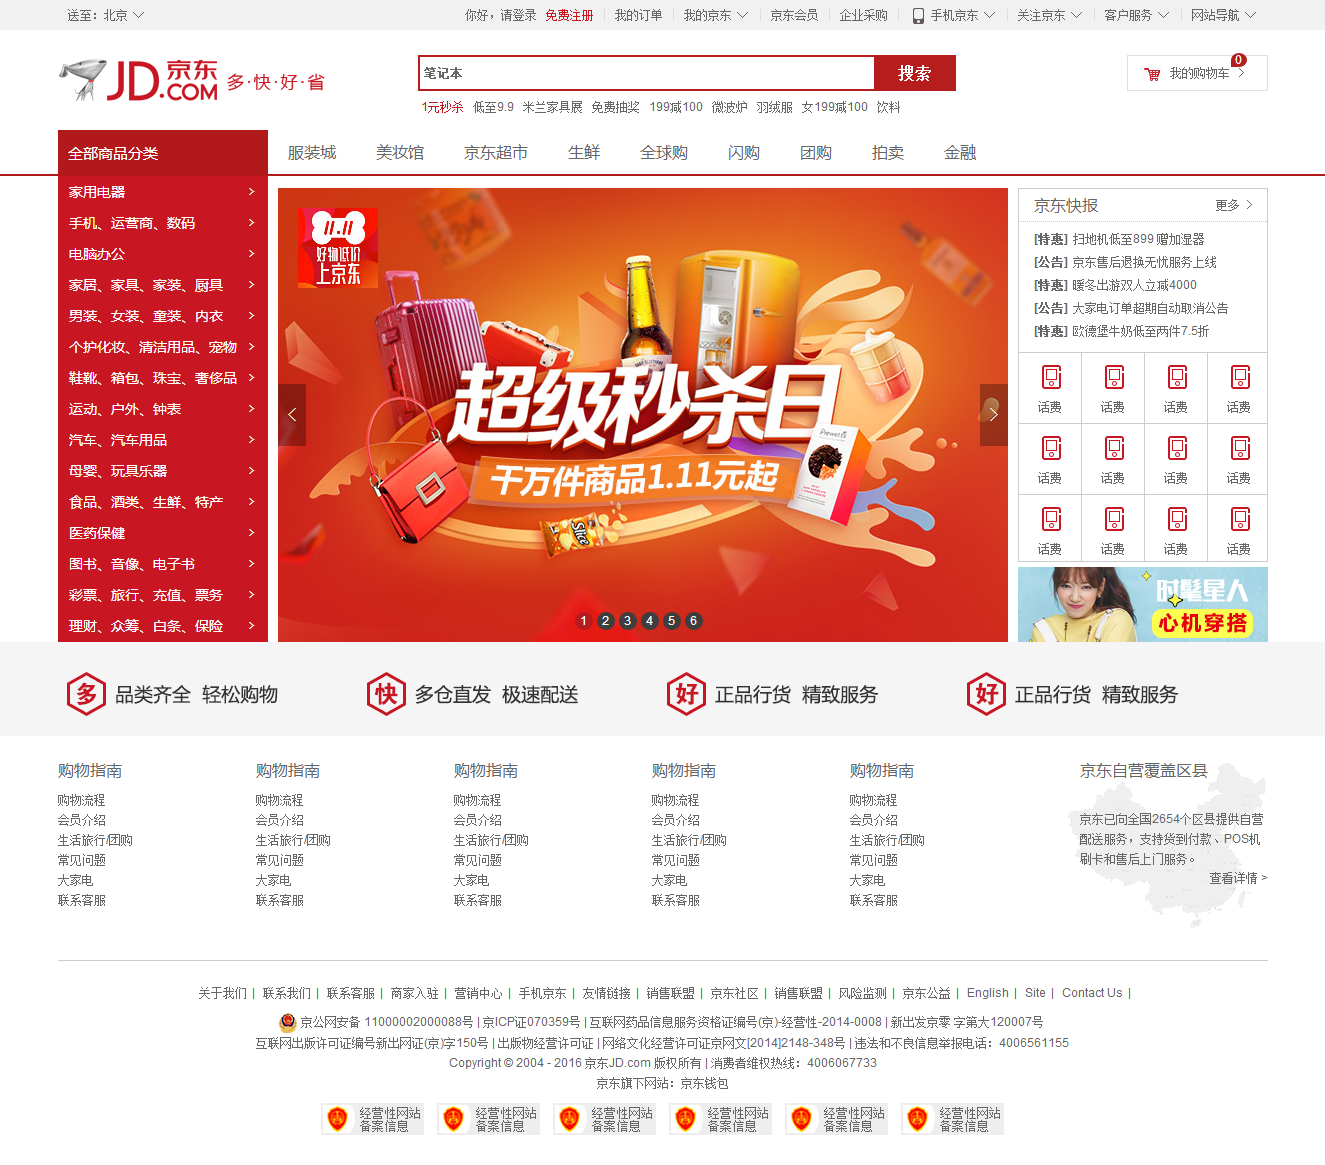 送至：北京
你好，请登录 免费注册 我的订单 我的京东 京东会员 企业采购 手机京东 关注京东 客户服务 网站导航
JD.COM 京东 多·快·好·省
笔记本 搜索
我的购物车 0
1元秒杀 低至9.9 米兰家具展 免费抽奖 199减100 微波炉 羽绒服 女199减100 饮料
全部商品分类 服装城 美妆馆 京东超市 生鲜 全球购 闪购 团购 拍卖 金融
家用电器 >
手机、运营商、数码 >
电脑办公 >
家居、家具、家装、厨具 >
男装、女装、童装、内衣 >
个护化妆、清洁用品、宠物 >
鞋靴、箱包、珠宝、奢侈品 >
运动、户外、钟表 >
汽车、汽车用品 >
母婴、玩具乐器 >
食品、酒类、生鲜、特产 >
医药保健 >
图书、音像、电子书 >
彩票、旅行、充值、票务 >
理财、众筹、白条、保险 >
11.11
好物低价
上京东
超级秒杀日
千万件商品1.11元起
Prewett's
Slice
1 2 3 4 5 6
京东快报 更多 >
[特惠] 扫地机低至899 赠加湿器
[公告] 京东售后退换无忧服务上线
[特惠] 暖冬出游双人立减4000
[公告] 大家电订单超期自动取消公告
[特惠] 欧德堡牛奶低至两件7.5折
话费 话费 话费 话费
话费 话费 话费 话费
话费 话费 话费 话费
时髦星人
心机穿搭
多 品类齐全 轻松购物 快 多仓直发 极速配送 好 正品行货 精致服务 好 正品行货 精致服务
购物指南 购物指南 购物指南 购物指南 购物指南
购物流程 购物流程 购物流程 购物流程 购物流程
会员介绍 会员介绍 会员介绍 会员介绍 会员介绍
生活旅行/团购 生活旅行/团购 生活旅行/团购 生活旅行/团购 生活旅行/团购
常见问题 常见问题 常见问题 常见问题 常见问题
大家电 大家电 大家电 大家电 大家电
联系客服 联系客服 联系客服 联系客服 联系客服
京东自营覆盖区县
京东已向全国2654个区县提供自营
配送服务，支持货到付款、POS机
刷卡和售后上门服务。
查看详情 >
关于我们 | 联系我们 | 联系客服 | 商家入驻 | 营销中心 | 手机京东 | 友情链接 | 销售联盟 | 京东社区 | 销售联盟 | 风险监测 | 京东公益 | English | Site | Contact Us |
京公网安备 11000002000088号 | 京ICP证070359号 | 互联网药品信息服务资格证编号(京)-经营性-2014-0008 | 新出发京零 字第大120007号
互联网出版许可证编号新出网证(京)字150号 | 出版物经营许可证 | 网络文化经营许可证京网文[2014]2148-348号 | 违法和不良信息举报电话：4006561155
Copyright © 2004 - 2016 京东JD.com 版权所有 | 消费者维权热线：4006067733
京东旗下网站：京东钱包
经营性网站 经营性网站 经营性网站 经营性网站 经营性网站 经营性网站
备案信息 备案信息 备案信息 备案信息 备案信息 备案信息